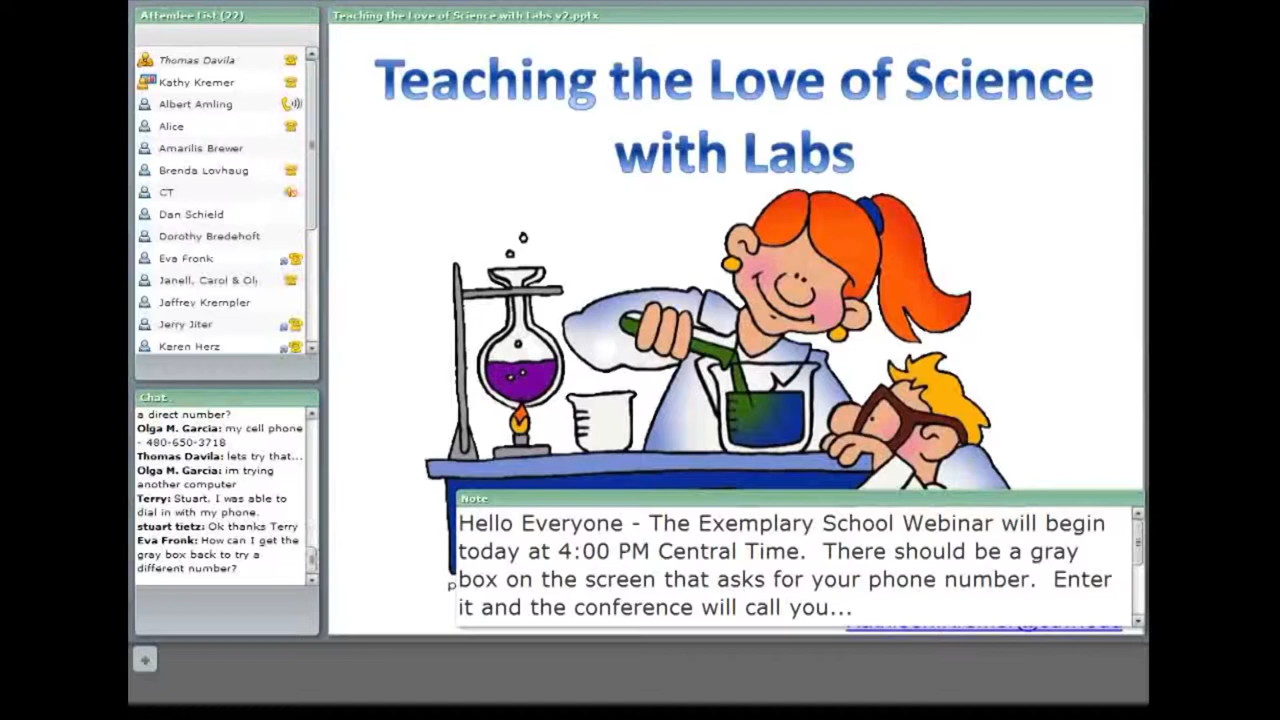 Attendee List (22)
Thomas Davila
Kathy Kremer
Albert Amling
Alice
Amarilis Brewer
Brenda Lovhaug
CT
Dan Schield
Dorothy Bredehoft
Eva Fronk
Janell, Carol & Oli
Jeffrey Krempler
Jerry Jiter
Karen Herz
Chat
a direct number?
Olga M. Garcia: my cell phone
- 480-650-3718
Thomas Davila: lets try that...
Olga M. Garcia: im trying
another computer
Terry: Stuart, I was able to
dial in with my phone.
stuart tietz: Ok thanks Terry
Eva Fronk: How can I get the
gray box back to try a
different number?
Teaching the Love of Science with Labs v2.pptx
Teaching the Love of Science
with Labs
Note
Hello Everyone - The Exemplary School Webinar will begin
today at 4:00 PM Central Time.  There should be a gray
box on the screen that asks for your phone number.  Enter
it and the conference will call you...